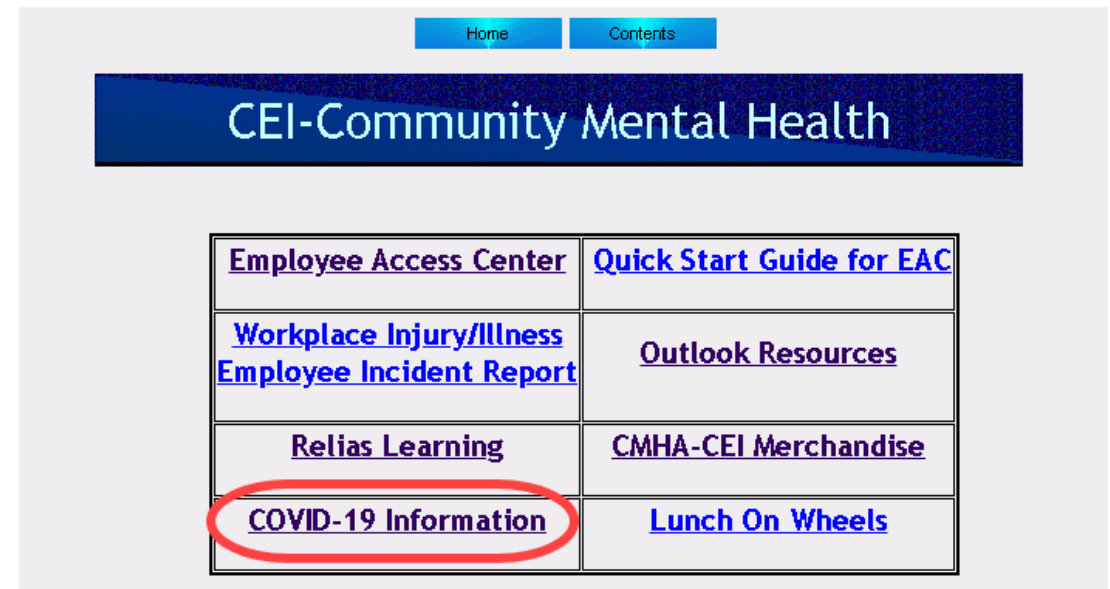 Home Contents
CEI-Community Mental Health
Employee Access Center Quick Start Guide for EAC
Workplace Injury/Illness
Employee Incident Report
Outlook Resources
Relias Learning CMHA-CEI Merchandise
COVID-19 Information Lunch On Wheels